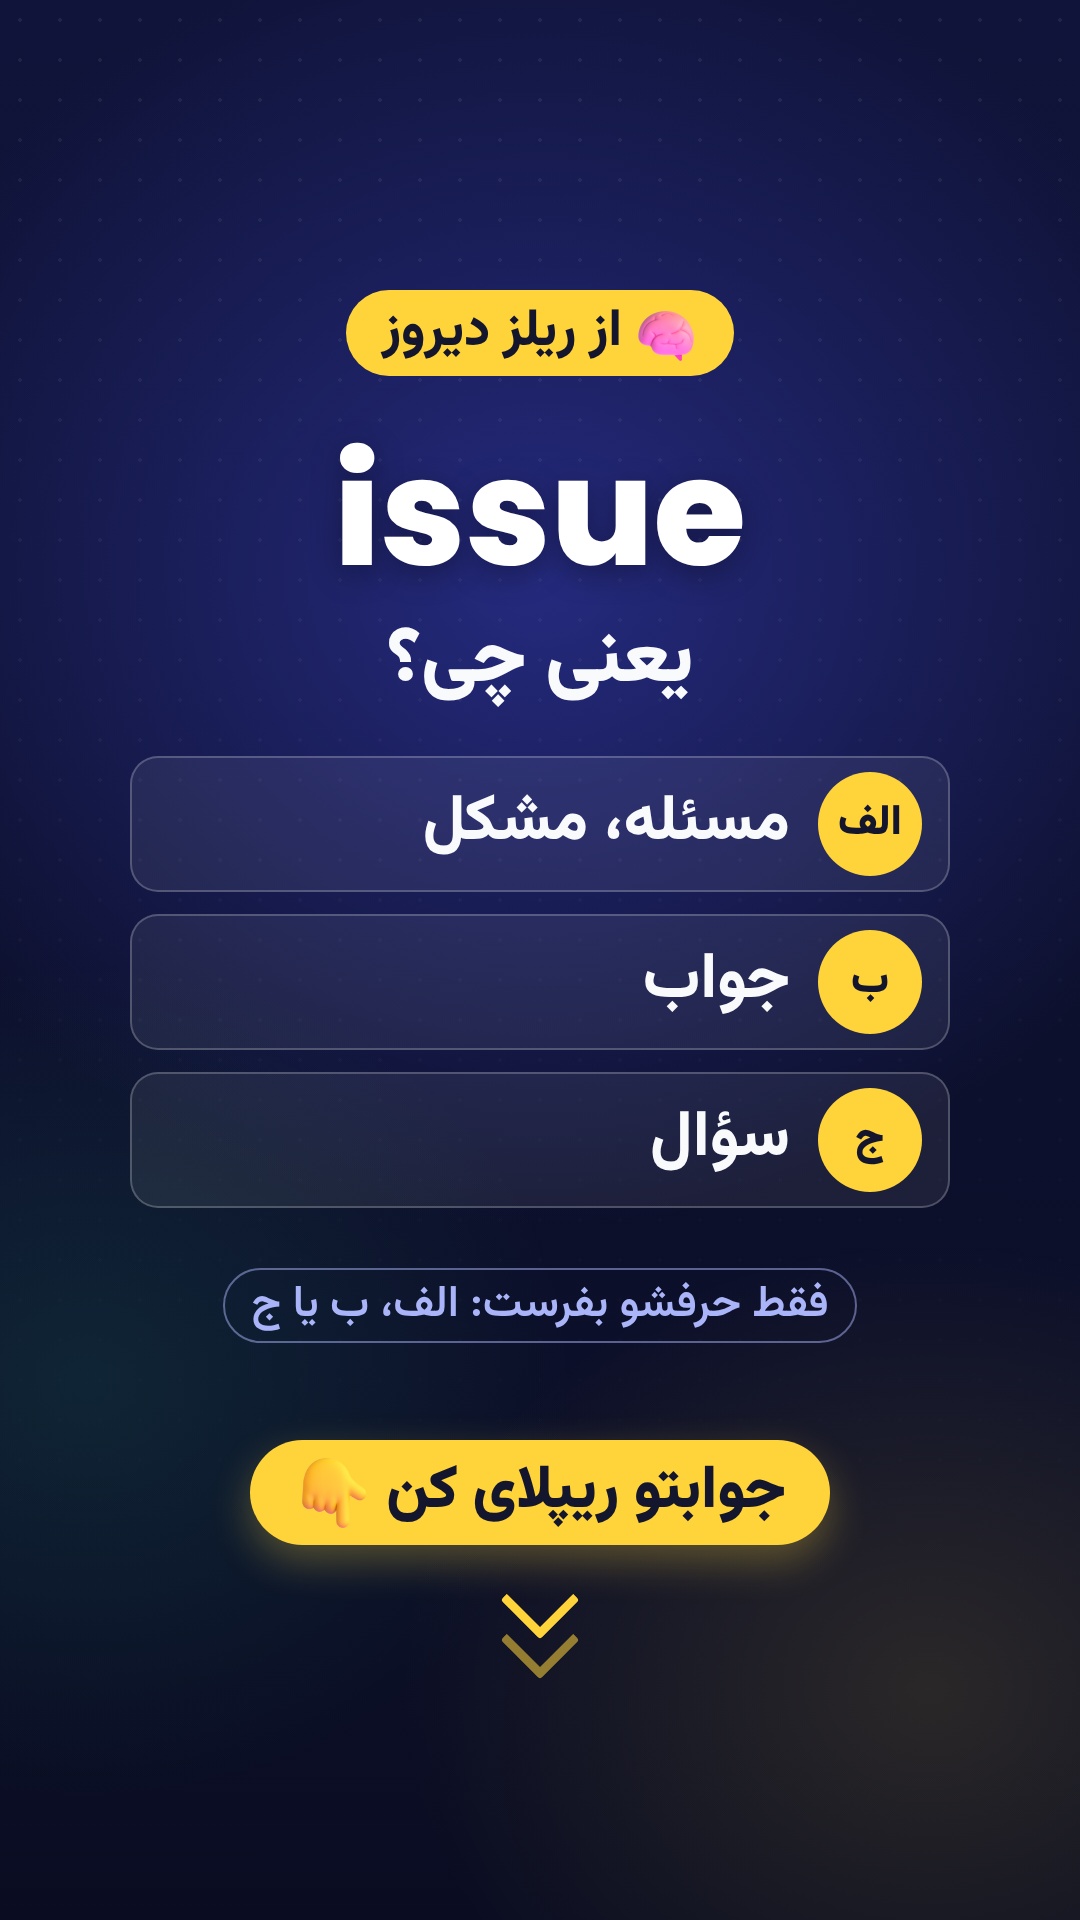 🧠 از ریلز دیروز
issue
یعنی چی؟
الف مسئله، مشکل
ب جواب
ج سؤال
فقط حرفشو بفرست: الف، ب یا ج
جوابتو ریپلای کن 👇